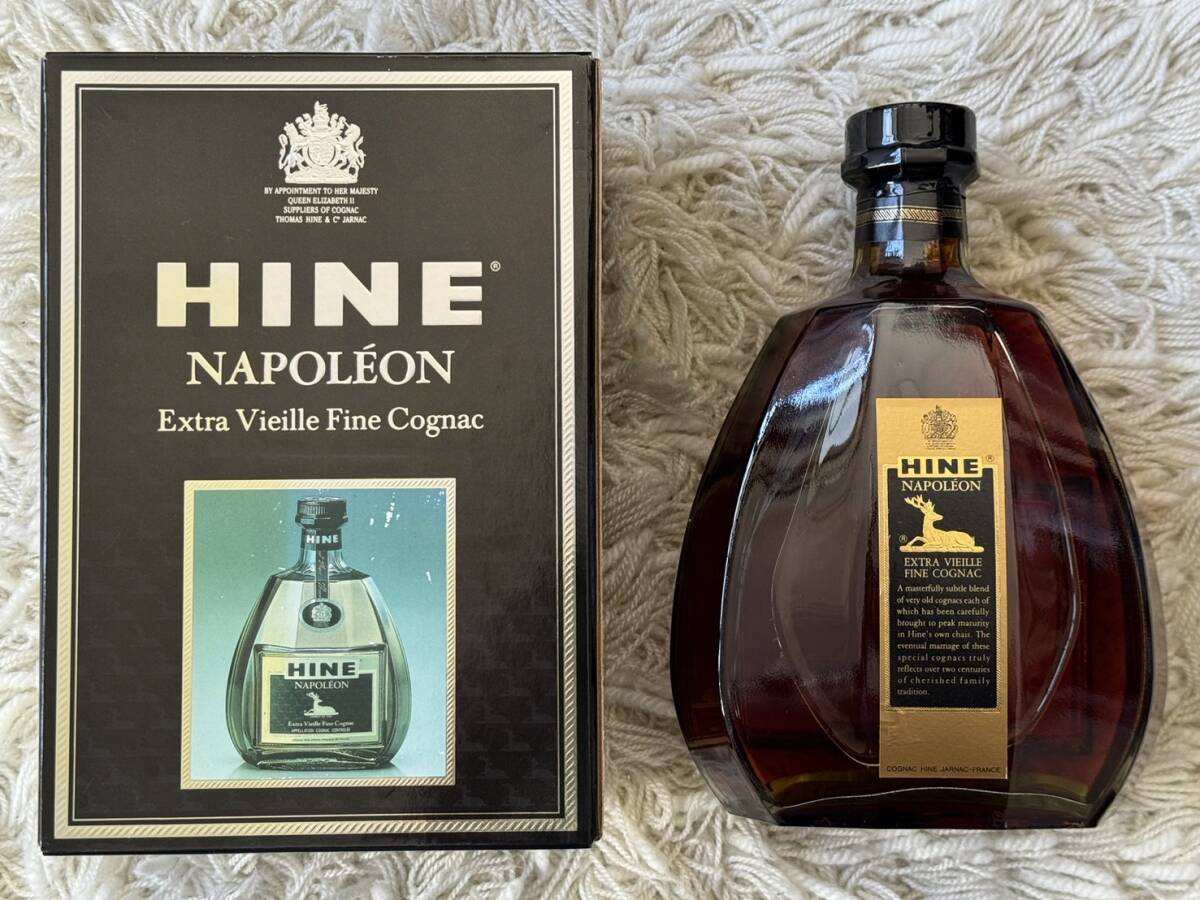 BY APPOINTMENT TO HER MAJESTY
QUEEN ELIZABETH II
SUPPLIERS OF COGNAC
THOMAS HINE & Cº JARNAC
HINE®
NAPOLÉON
Extra Vieille Fine Cognac
HINE
HINE
NAPOLÉON
Extra Vieille Fine Cognac
APPELLATION COGNAC CONTROLEE
HINE®
NAPOLÉON
®
EXTRA VIEILLE
FINE COGNAC
A masterfully subtle blend
of very old cognacs each of
which has been carefully
brought to peak maturity
in Hine's own chais. The
eventual marriage of these
special cognacs truly
reflects over two centuries
of cherished family
tradition.
COGNAC HINE JARNAC-FRANCE